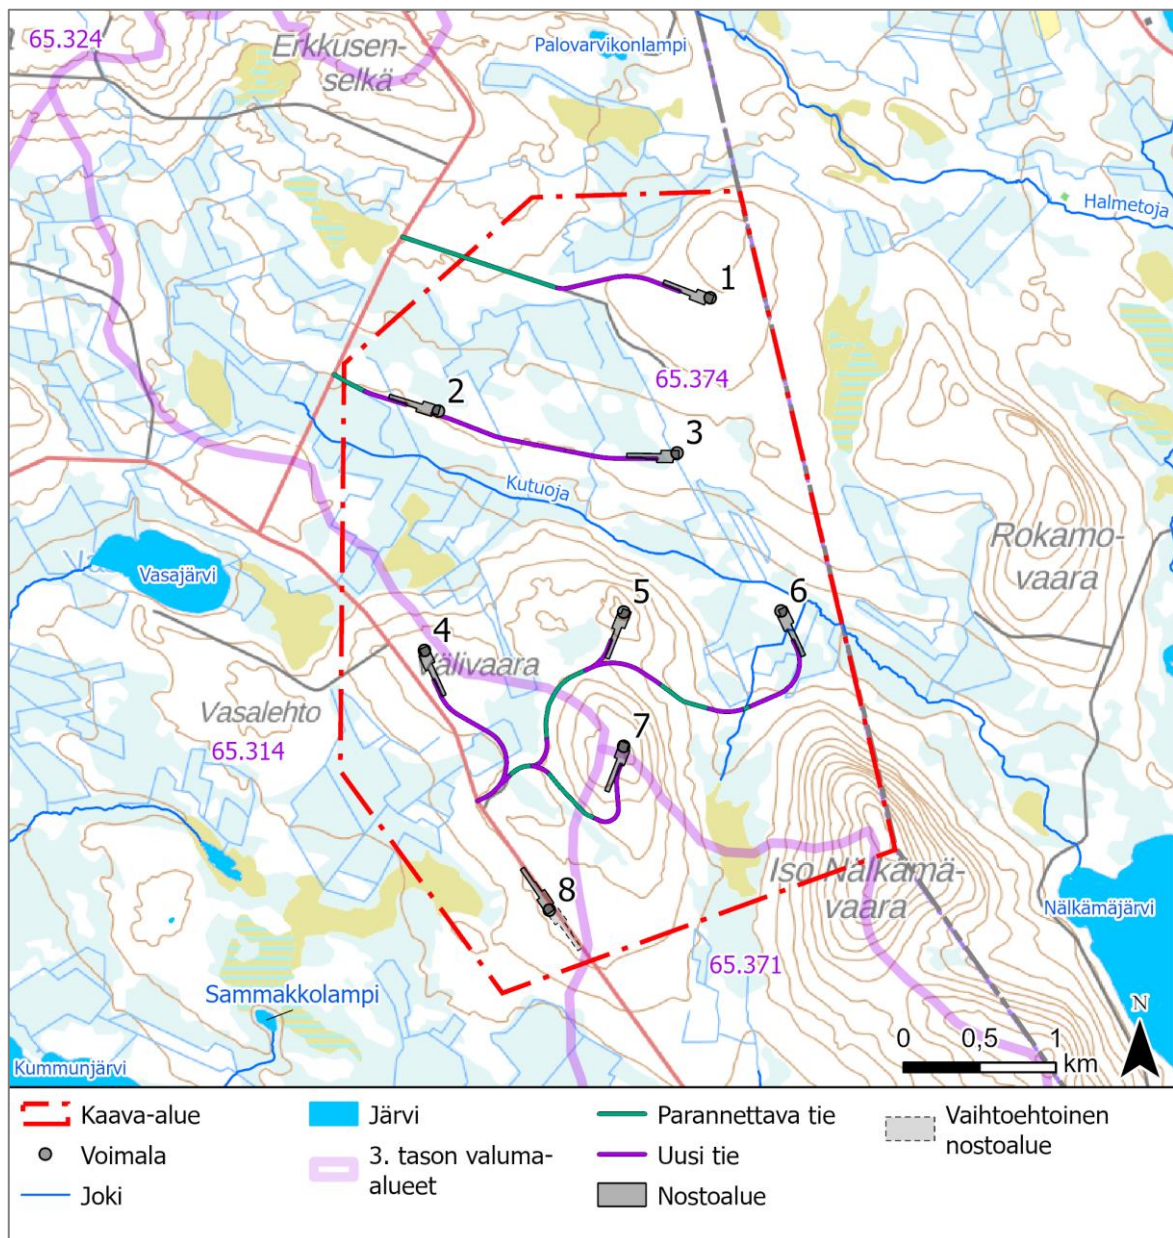 65.324
Erkkusen-
selkä
Palovarvikonlampi
Halmetoja
1
65.374
2
3
Kutuoja
Rokamo-
vaara
Vasajärvi
5
6
4
Välivaara
Vasalehto
65.314
7
Iso Nälkämä-
vaara
8
Nälkämäjärvi
65.371
Sammakkolampi
Kummunjärvi
N
0 0,5 1
km
Kaava-alue
Voimala
Joki
Järvi
3. tason valuma-
alueet
Parannettava tie
Uusi tie
Nostoalue
Vaihtoehtoinen
nostoalue